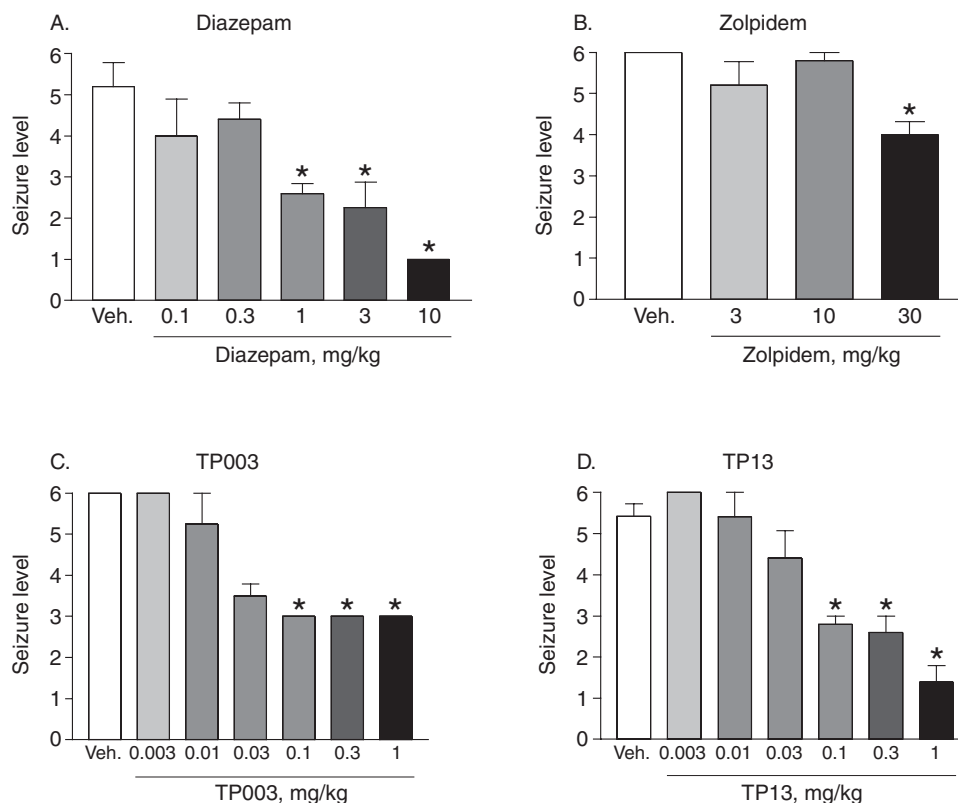 A. Diazepam
Seizure level
6
5
4
3
2
1
0
* * *
Veh. 0.1 0.3 1 3 10
Diazepam, mg/kg
B. Zolpidem
Seizure level
6
5
4
3
2
1
0
*
Veh. 3 10 30
Zolpidem, mg/kg
C. TP003
Seizure level
6
5
4
3
2
1
0
* * *
Veh. 0.003 0.01 0.03 0.1 0.3 1
TP003, mg/kg
D. TP13
Seizure level
6
5
4
3
2
1
0
* * *
Veh. 0.003 0.01 0.03 0.1 0.3 1
TP13, mg/kg